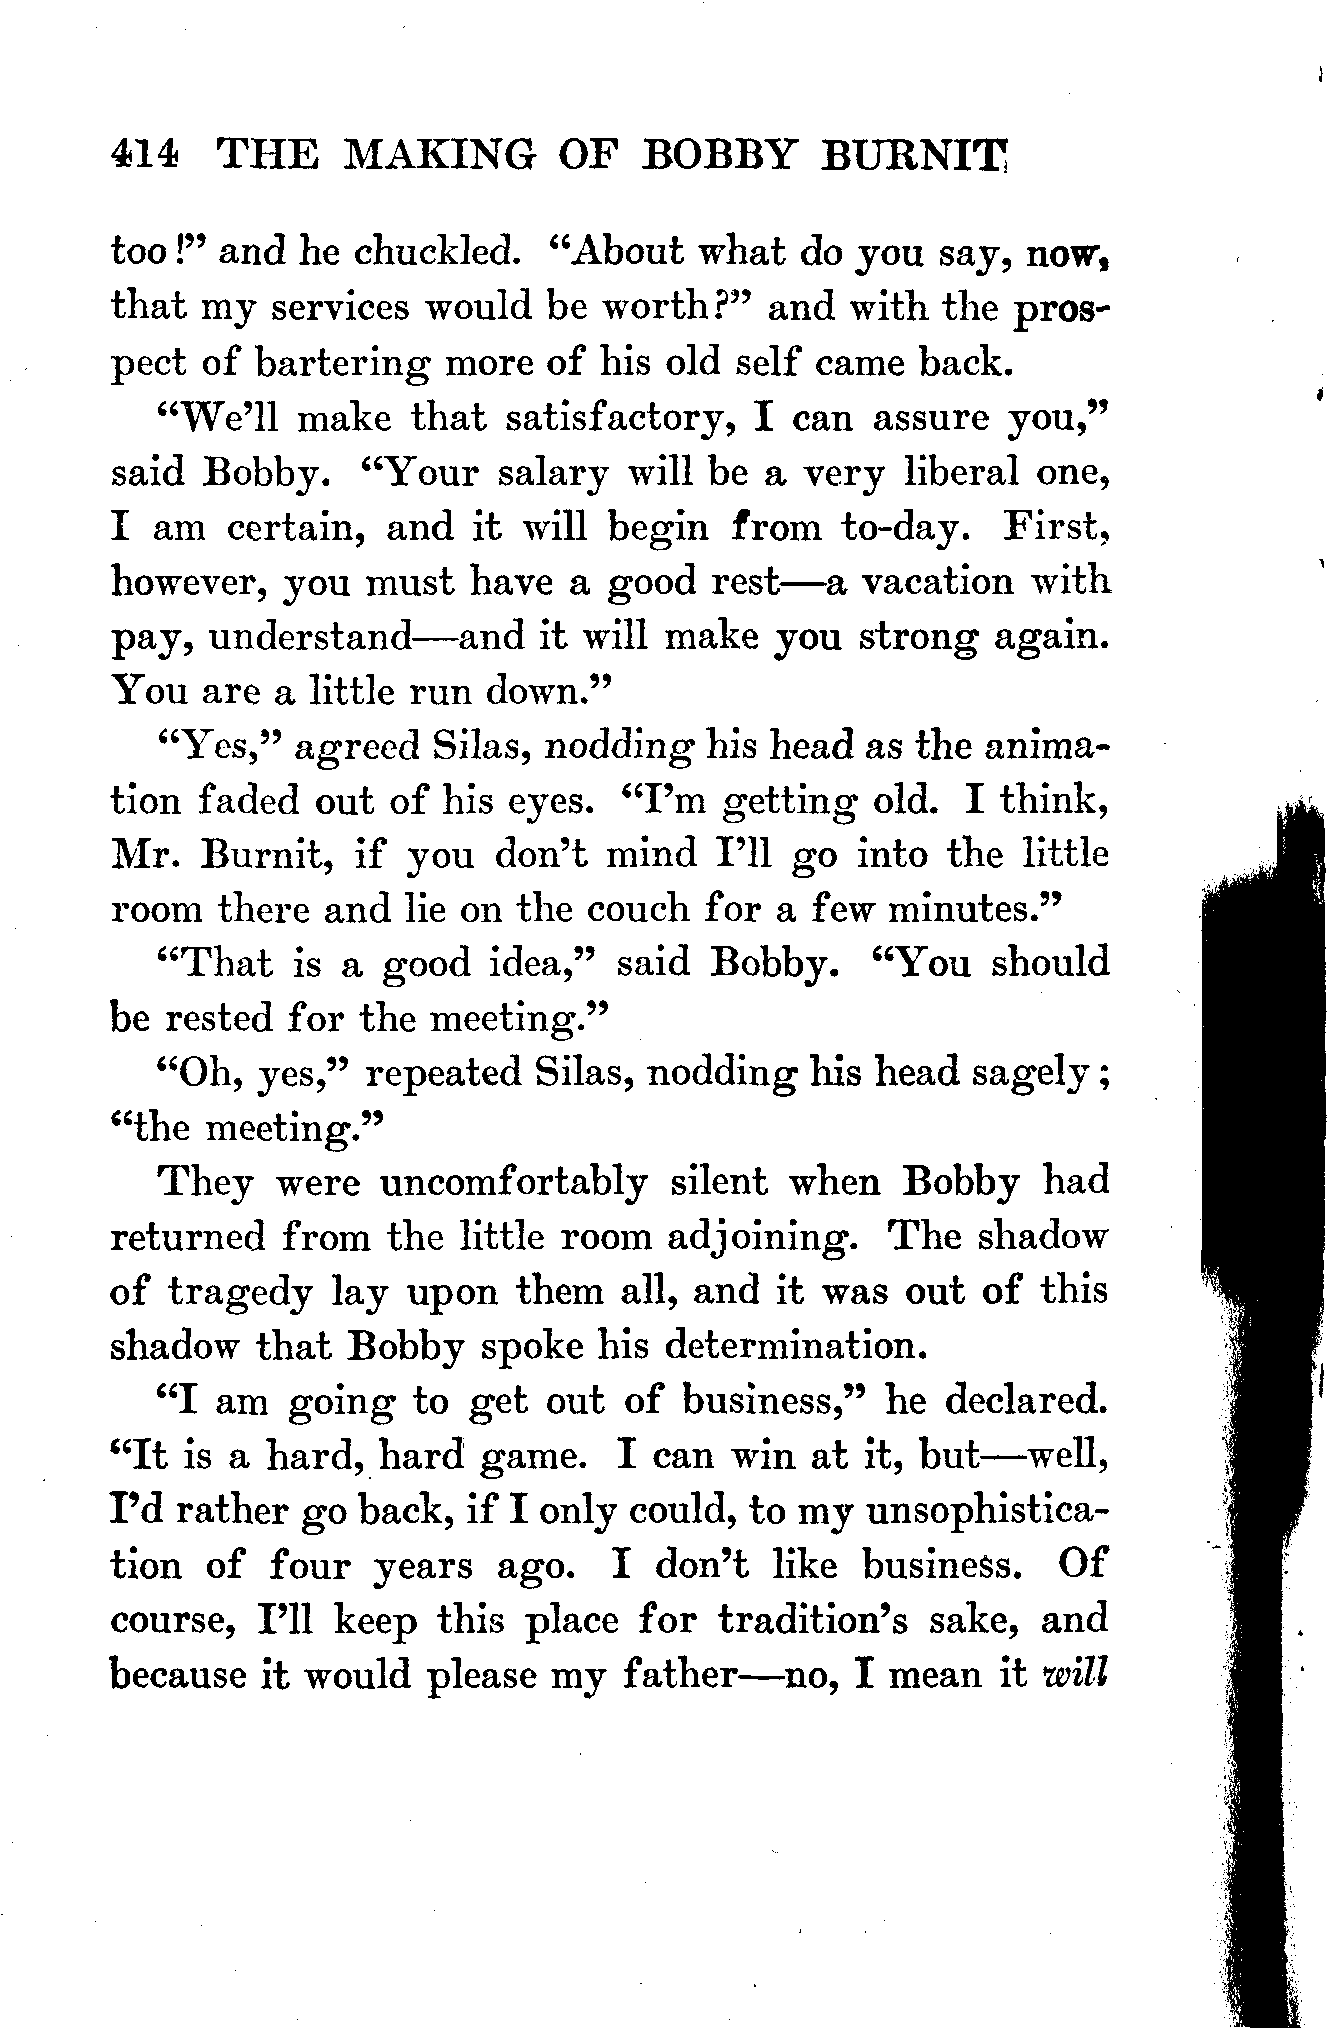 414 THE MAKING OF BOBBY BURNIT
too!” and he chuckled. “About what do you say, now,
that my services would be worth?” and with the pros-
pect of bartering more of his old self came back.
“We’ll make that satisfactory, I can assure you,”
said Bobby. “Your salary will be a very liberal one,
I am certain, and it will begin from to-day. First,
however, you must have a good rest—a vacation with
pay, understand—and it will make you strong again.
You are a little run down.”
“Yes,” agreed Silas, nodding his head as the anima-
tion faded out of his eyes. “I’m getting old. I think,
Mr. Burnit, if you don’t mind I’ll go into the little
room there and lie on the couch for a few minutes.”
“That is a good idea,” said Bobby. “You should
be rested for the meeting.”
“Oh, yes,” repeated Silas, nodding his head sagely;
“the meeting.”
They were uncomfortably silent when Bobby had
returned from the little room adjoining. The shadow
of tragedy lay upon them all, and it was out of this
shadow that Bobby spoke his determination.
“I am going to get out of business,” he declared.
“It is a hard, hard game. I can win at it, but—well,
I’d rather go back, if I only could, to my unsophistica-
tion of four years ago. I don’t like business. Of
course, I’ll keep this place for tradition’s sake, and
because it would please my father—no, I mean it will